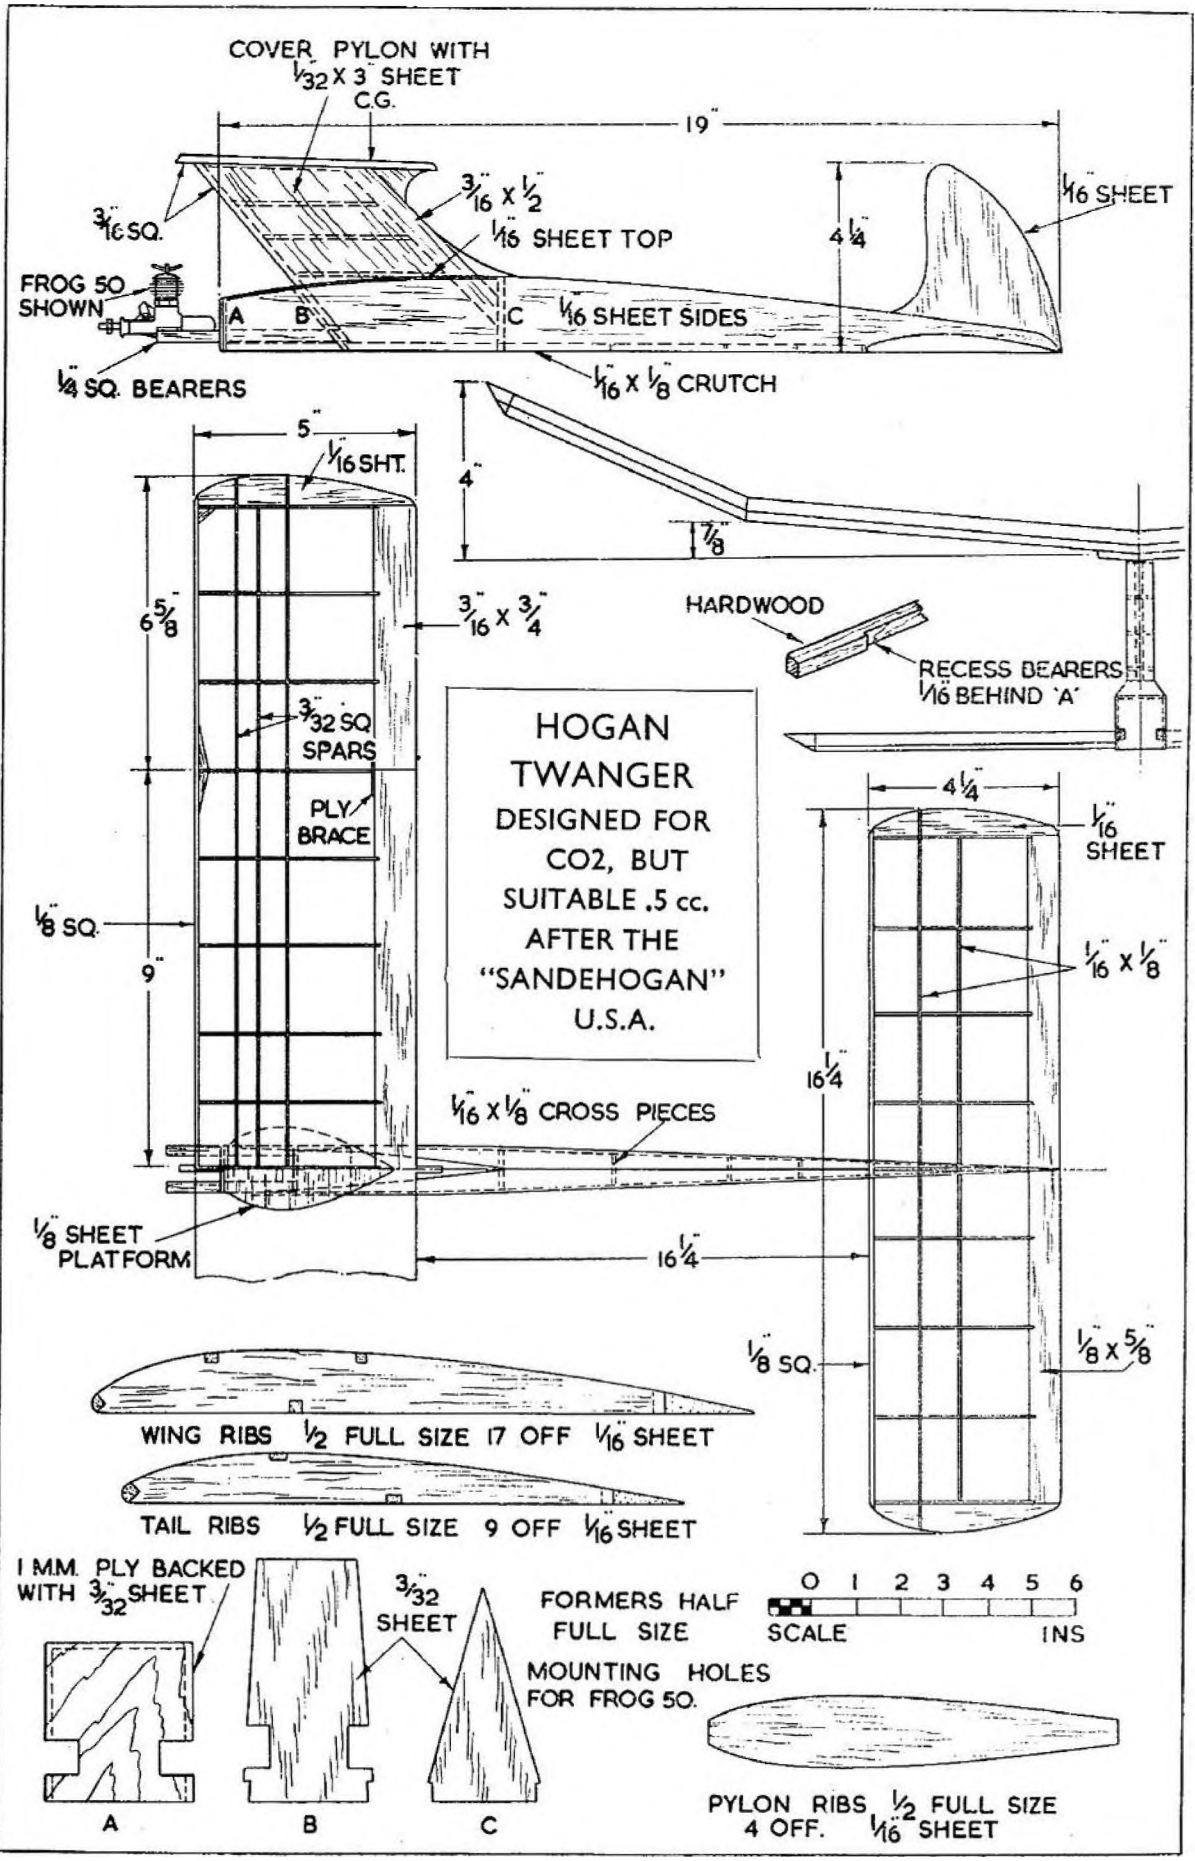 COVER PYLON WITH
1/32" X 3" SHEET
C.G.
19"
3/16" SQ.
3/16" X 1/2"
1/16" SHEET TOP
4 1/4"
1/16" SHEET
FROG 50
SHOWN
A
B
C
1/16" SHEET SIDES
1/4" SQ. BEARERS
1/16" X 1/8" CRUTCH
5"
1/16" SHT.
4"
7/8"
6 5/8"
3/16" X 3/4"
HARDWOOD
RECESS BEARERS
1/16" BEHIND 'A'
3/32" SQ
SPARS
PLY
BRACE
HOGAN
TWANGER
DESIGNED FOR
CO2, BUT
SUITABLE .5 cc.
AFTER THE
"SANDEHOGAN"
U.S.A.
4 1/4"
1/16"
SHEET
1/8" SQ.
9"
1/16" X 1/8"
16 1/4"
1/16" X 1/8" CROSS PIECES
1/8" SHEET
PLATFORM
16 1/4"
1/8" SQ.
1/8" X 5/8"
WING RIBS 1/2 FULL SIZE 17 OFF 1/16" SHEET
TAIL RIBS 1/2 FULL SIZE 9 OFF 1/16" SHEET
1 M.M. PLY BACKED
WITH 3/32" SHEET
3/32"
SHEET
FORMERS HALF
FULL SIZE
0 1 2 3 4 5 6
SCALE INS
MOUNTING HOLES
FOR FROG 50.
A
B
C
PYLON RIBS 1/2 FULL SIZE
4 OFF. 1/16" SHEET